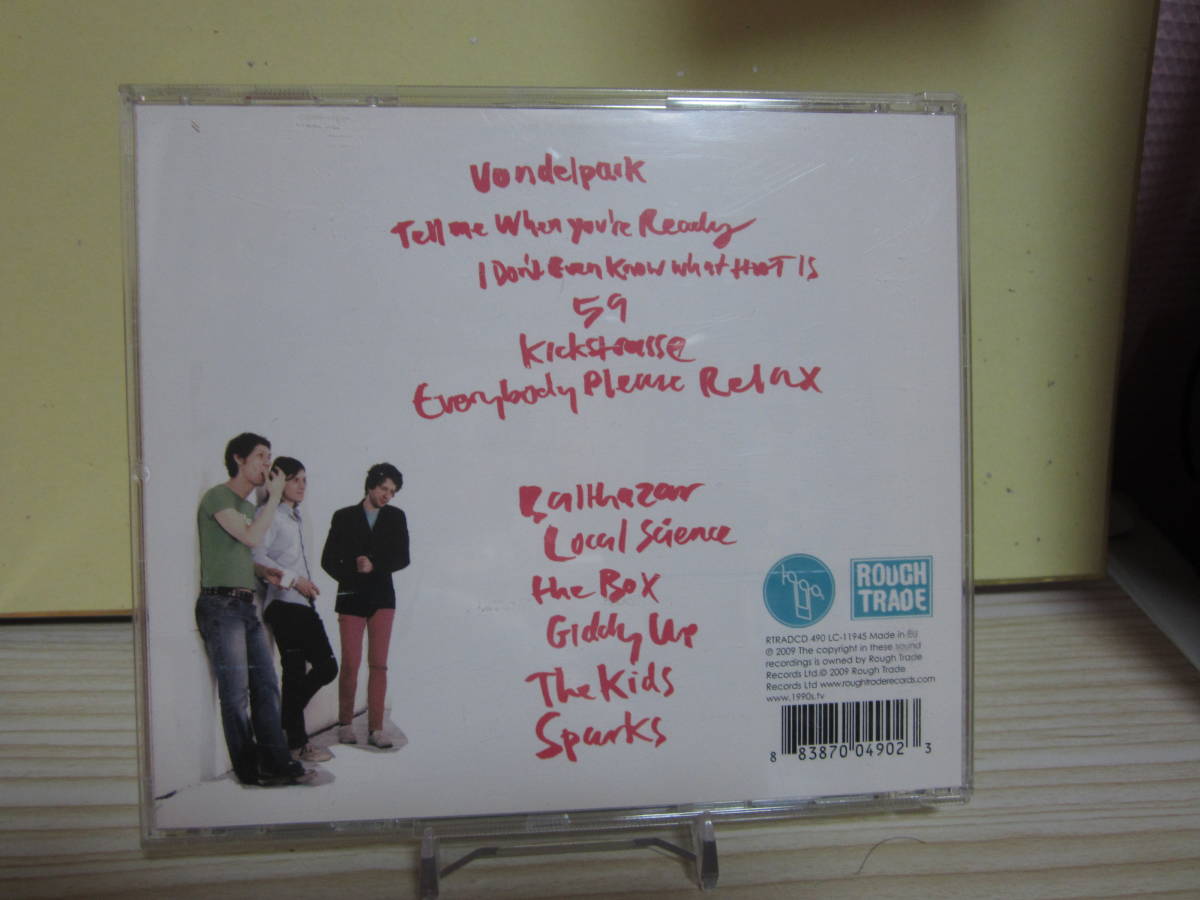 Vondelpark
Tell me When you're Ready
I Don't Even Know what that Is
59
Kickstrasse
Everybody Please Relax
Balthazar
Local Science
the Box
Giddy Up
The Kids
Sparks
1990s
ROUGH
TRADE
RTRADCD 490 LC-11945 Made in EU
℗ 2009 The copyright in these sound
recordings is owned by Rough Trade
Records Ltd.© 2009 Rough Trade
Records Ltd www.roughtraderecords.com
www.1990s.tv
8 83870 04902 3